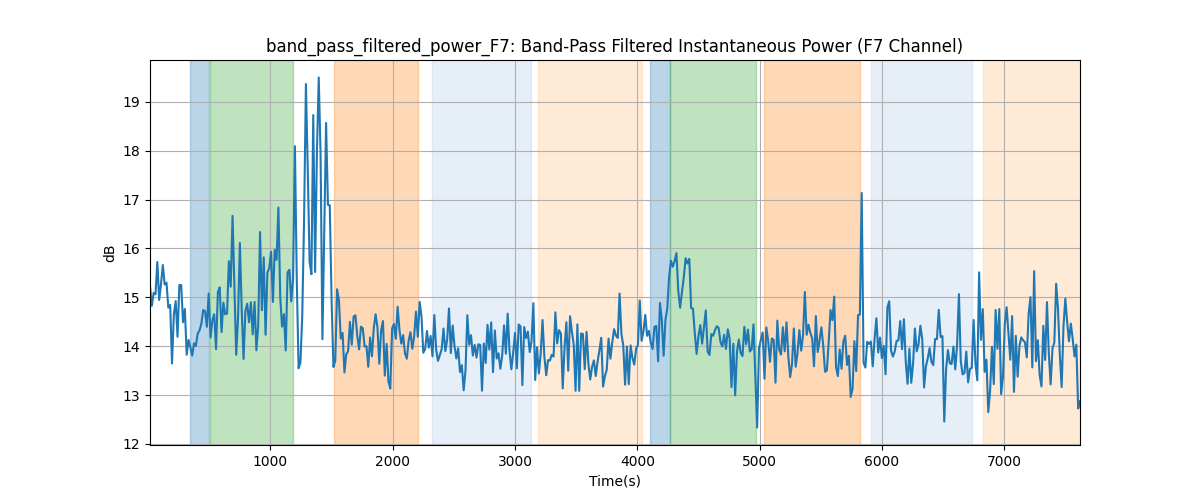 band_pass_filtered_power_F7: Band-Pass Filtered Instantaneous Power (F7 Channel)
dB
19
18
17
16
15
14
13
12
1000 2000 3000 4000 5000 6000 7000
Time(s)